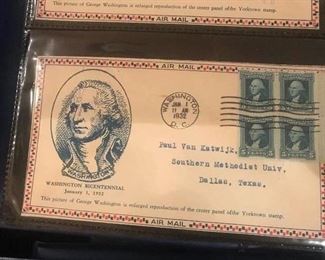 This picture of George Washington is enlarged reproduction of the center panel of the Yorktown stamp.
AIR MAIL
AIR MAIL
WASHINGTON
JAN 1
11 AM
1932
D. C.
WASHINGTON
WASHINGTON BICENTENNIAL
January 1, 1932
Paul Van Katwijk,
Southern Methodist Univ,
Dallas, Texas.
This picture of George Washington is enlarged reproduction of the center panel of the Yorktown stamp.
AIR MAIL